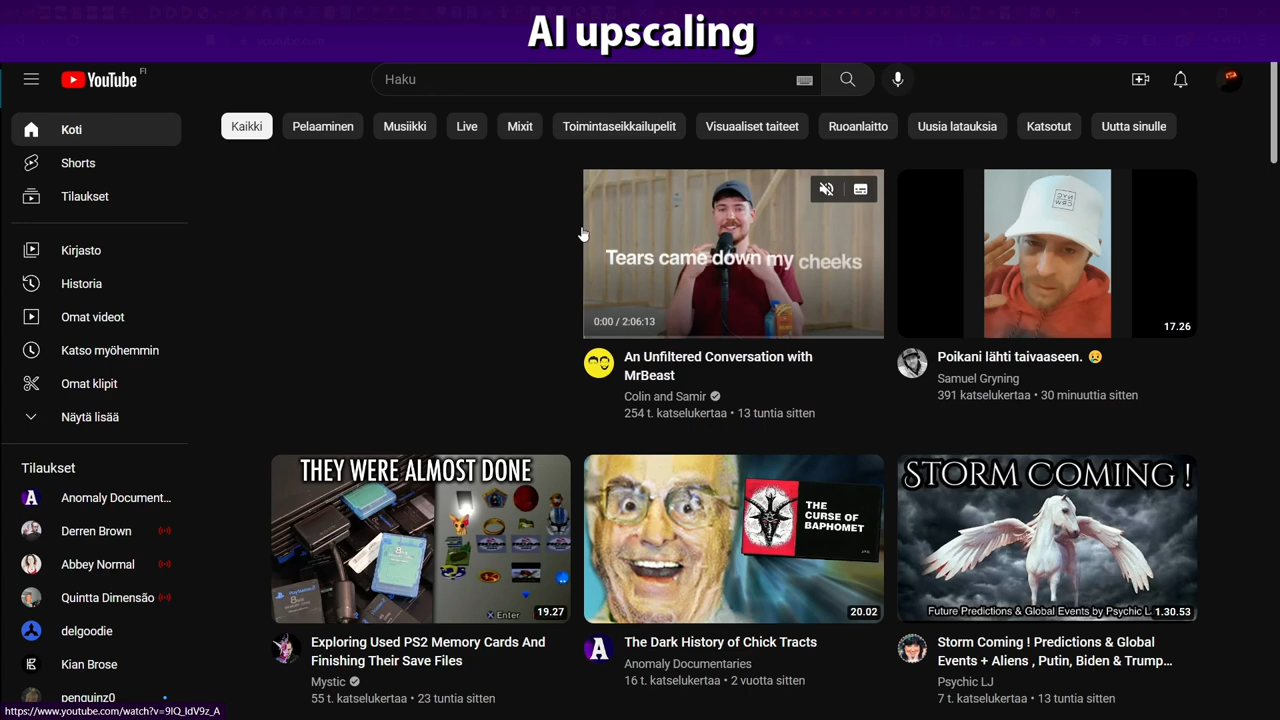 AI upscaling
YouTube FI
Haku
Kaikki
Pelaaminen
Musiikki
Live
Mixit
Toimintaseikkailupelit
Visuaaliset taiteet
Ruoanlaitto
Uusia latauksia
Katsotut
Uutta sinulle
Koti
Shorts
Tilaukset
Kirjasto
Historia
Omat videot
Katso myöhemmin
Omat klipit
Näytä lisää
Tilaukset
Anomaly Document...
Derren Brown
Abbey Normal
Quintta Dimensão
delgoodie
Kian Brose
penguinz0
https://www.youtube.com/watch?v=9IQ_IdV9z_A
Tears came down my cheeks
0:00 / 2:06:13
An Unfiltered Conversation with
MrBeast
Colin and Samir
254 t. katselukertaa • 13 tuntia sitten
17.26
Poikani lähti taivaaseen.
Samuel Gryning
391 katselukertaa • 30 minuuttia sitten
THEY WERE ALMOST DONE
Enter
19.27
Exploring Used PS2 Memory Cards And
Finishing Their Save Files
Mystic
55 t. katselukertaa • 23 tuntia sitten
THE
CURSE OF
BAPHOMET
20.02
The Dark History of Chick Tracts
Anomaly Documentaries
16 t. katselukertaa • 2 vuotta sitten
STORM COMING !
Future Predictions & Global Events by Psychic L
1.30.53
Storm Coming ! Predictions & Global
Events + Aliens , Putin, Biden & Trump...
Psychic LJ
7 t. katselukertaa • 13 tuntia sitten